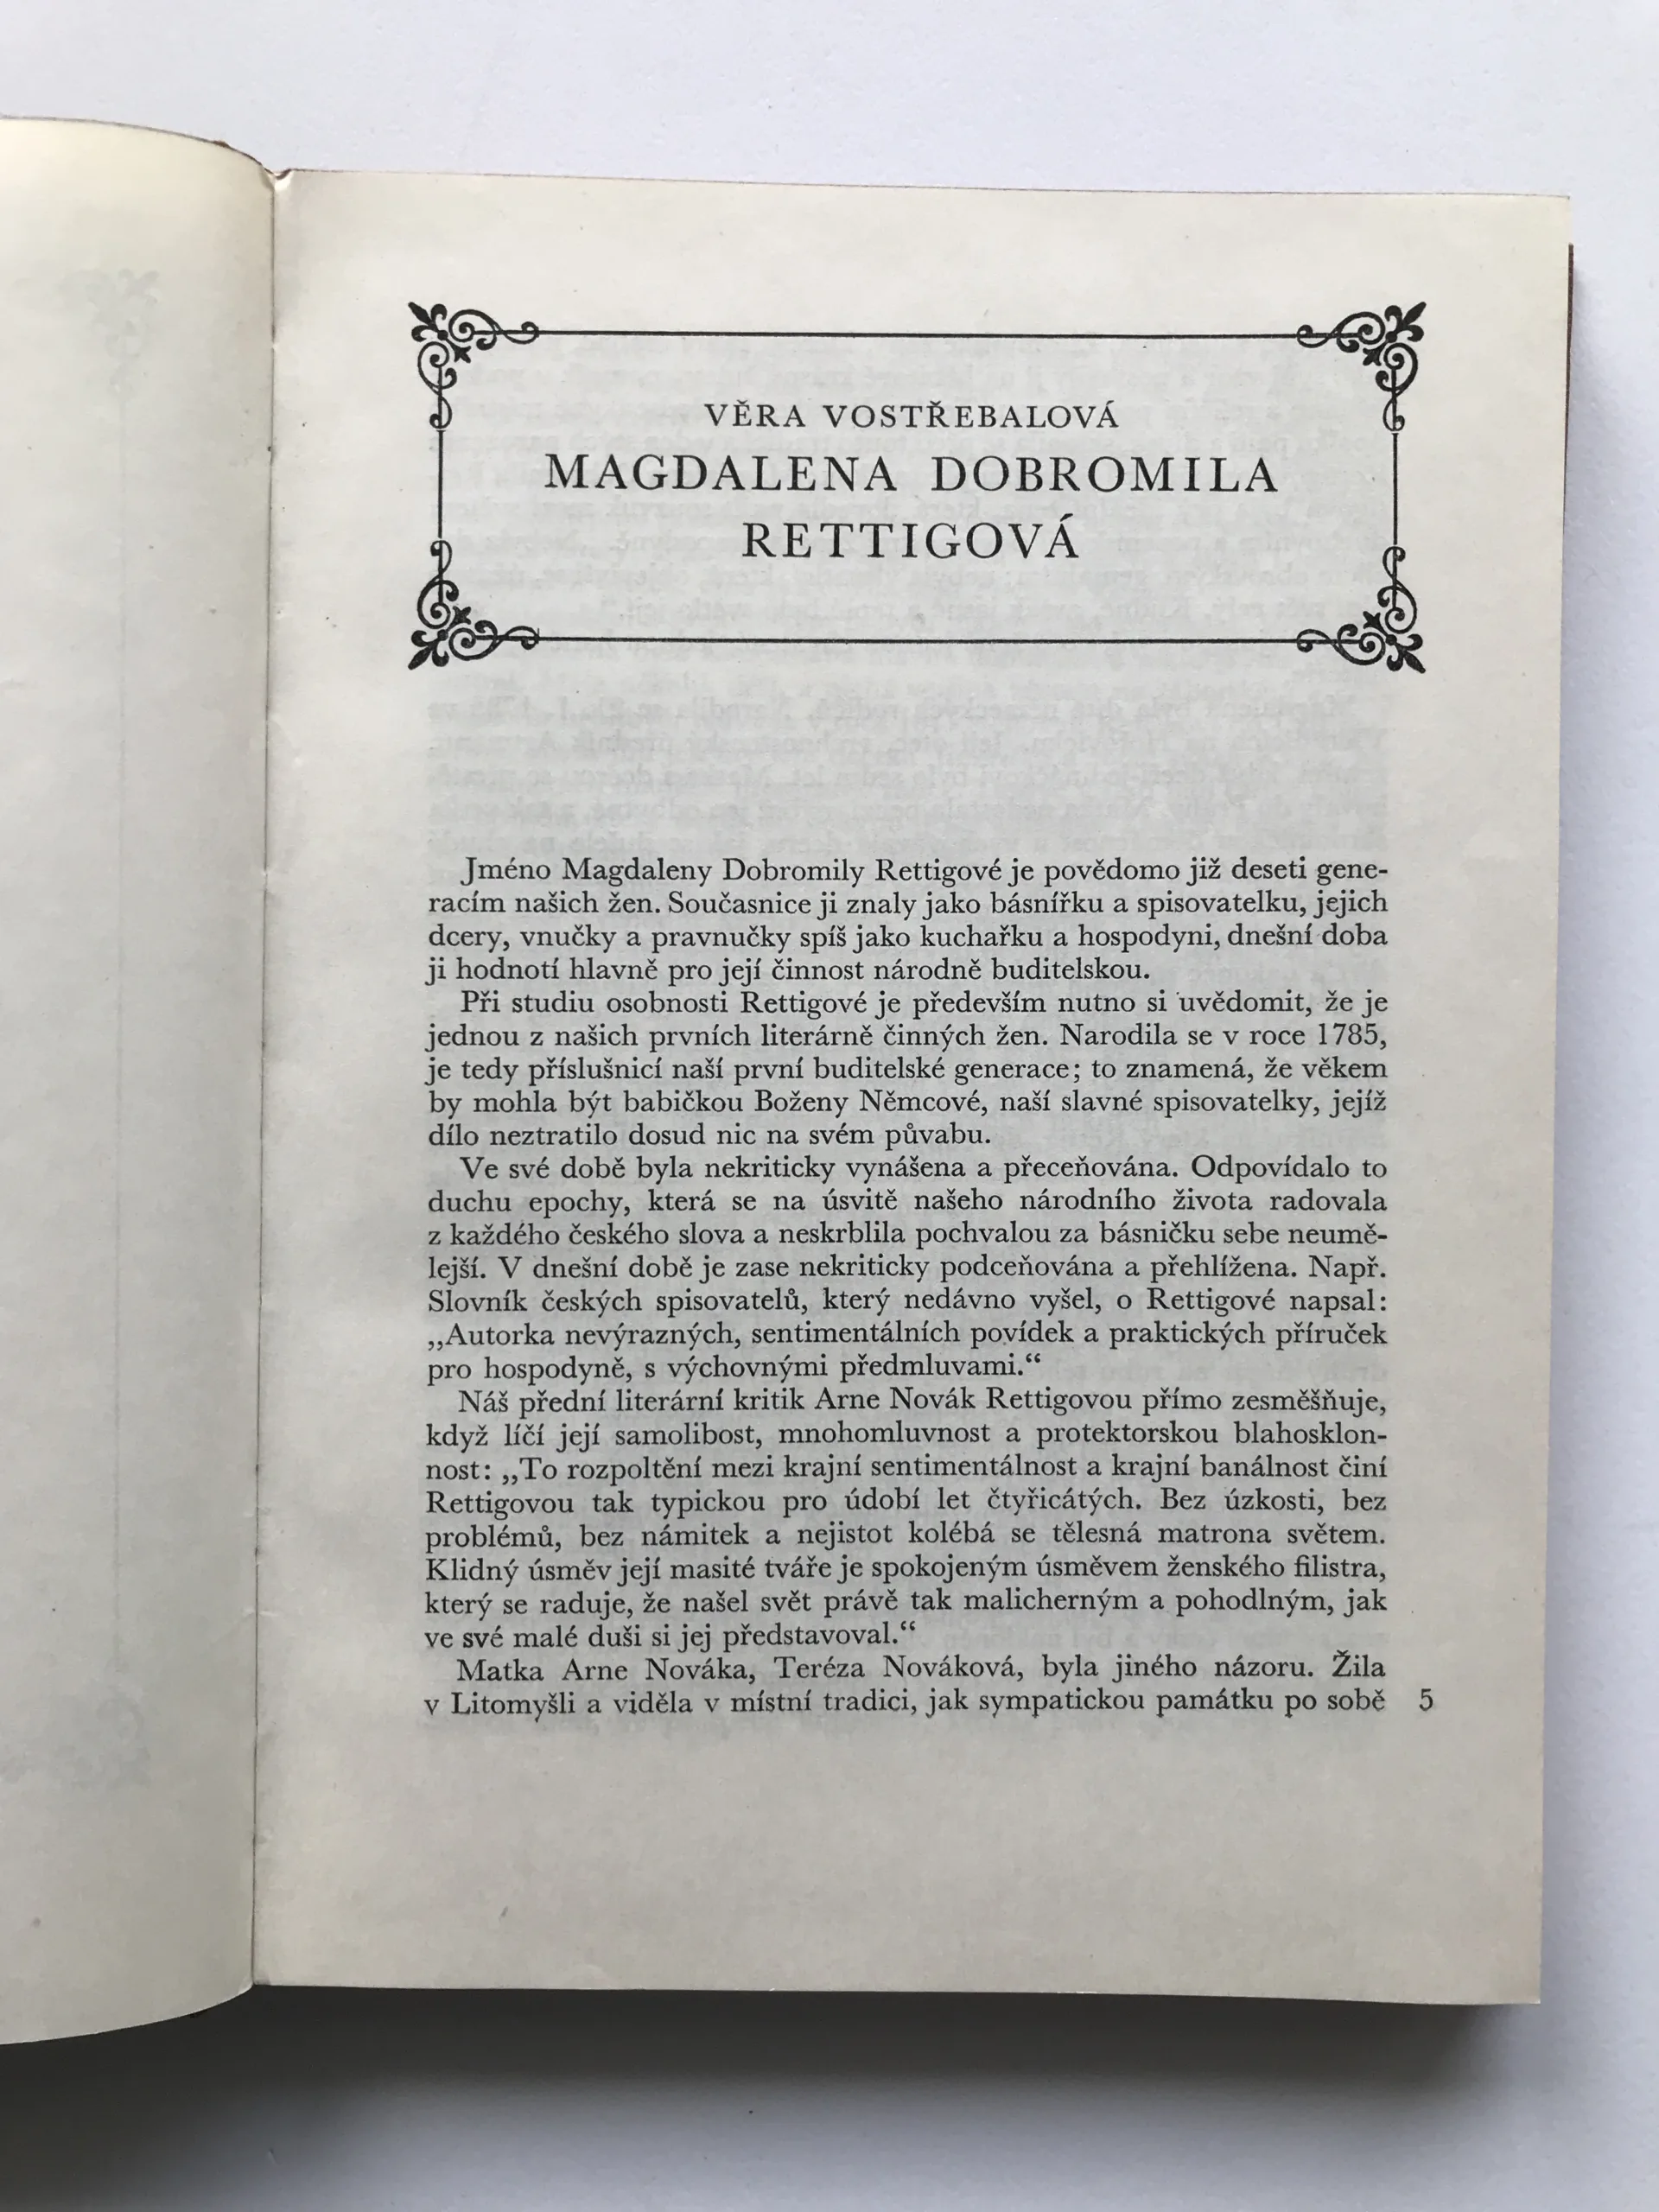 VĚRA VOSTŘEBALOVÁ
MAGDALENA DOBROMILA
RETTIGOVÁ
Jméno Magdaleny Dobromily Rettigové je povědomo již deseti gene-
racím našich žen. Současnice ji znaly jako básnířku a spisovatelku, jejich
dcery, vnučky a pravnučky spíš jako kuchařku a hospodyni, dnešní doba
ji hodnotí hlavně pro její činnost národně buditelskou.
Při studiu osobnosti Rettigové je především nutno si uvědomit, že je
jednou z našich prvních literárně činných žen. Narodila se v roce 1785,
je tedy příslušnicí naší první buditelské generace; to znamená, že věkem
by mohla být babičkou Boženy Němcové, naší slavné spisovatelky, jejíž
dílo neztratilo dosud nic na svém půvabu.
Ve své době byla nekriticky vynášena a přeceňována. Odpovídalo to
duchu epochy, která se na úsvitě našeho národního života radovala
z každého českého slova a neskrblila pochvalou za básničku sebe neumě-
lejší. V dnešní době je zase nekriticky podceňována a přehlížena. Např.
Slovník českých spisovatelů, který nedávno vyšel, o Rettigové napsal:
„Autorka nevýrazných, sentimentálních povídek a praktických příruček
pro hospodyně, s výchovnými předmluvami.“
Náš přední literární kritik Arne Novák Rettigovou přímo zesměšňuje,
když líčí její samolibost, mnohomluvnost a protektorskou blahosklon-
nost: „To rozpoltění mezi krajní sentimentálnost a krajní banálnost činí
Rettigovou tak typickou pro údobí let čtyřicátých. Bez úzkosti, bez
problémů, bez námitek a nejistot kolébá se tělesná matrona světem.
Klidný úsměv její masité tváře je spokojeným úsměvem ženského filistra,
který se raduje, že našel svět právě tak malicherným a pohodlným, jak
ve své malé duši si jej představoval.“
Matka Arne Nováka, Teréza Nováková, byla jiného názoru. Žila
v Litomyšli a viděla v místní tradici, jak sympatickou památku po sobě 5